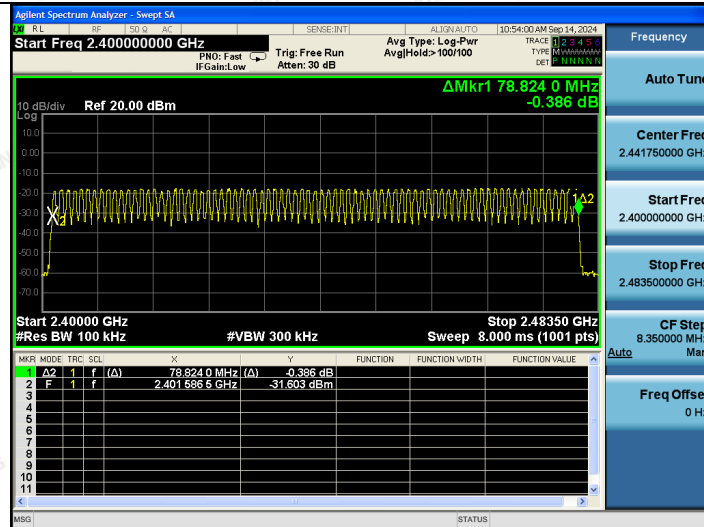 Agilent Spectrum Analyzer - Swept SA
LXI RL RF 50 Ω AC SENSE:INT ALIGN AUTO 10:54:00 AM Sep 14, 2024
Start Freq 2.400000000 GHz
PNO: Fast
IFGain:Low
Trig: Free Run
Atten: 30 dB
Avg Type: Log-Pwr
Avg|Hold:>100/100
TRACE 1 2 3 4 5 6
TYPE M
DET P N N N N N
ΔMkr1 78.824 0 MHz
-0.386 dB
10 dB/div Ref 20.00 dBm
Log
10.0
0.00
-10.0
-20.0
-30.0
-40.0
-50.0
-60.0
-70.0
2
1Δ2
Start 2.40000 GHz Stop 2.48350 GHz
#Res BW 100 kHz #VBW 300 kHz Sweep 8.000 ms (1001 pts)
MKR MODE TRC SCL X Y FUNCTION FUNCTION WIDTH FUNCTION VALUE
1 Δ2 1 f (Δ) 78.824 0 MHz (Δ) -0.386 dB
2 F 1 f 2.401 586 5 GHz -31.603 dBm
3
4
5
6
7
8
9
10
11
MSG STATUS
Frequency
Auto Tune
Center Freq
2.441750000 GHz
Start Freq
2.400000000 GHz
Stop Freq
2.483500000 GHz
CF Step
8.350000 MHz
Auto Man
Freq Offset
0 Hz